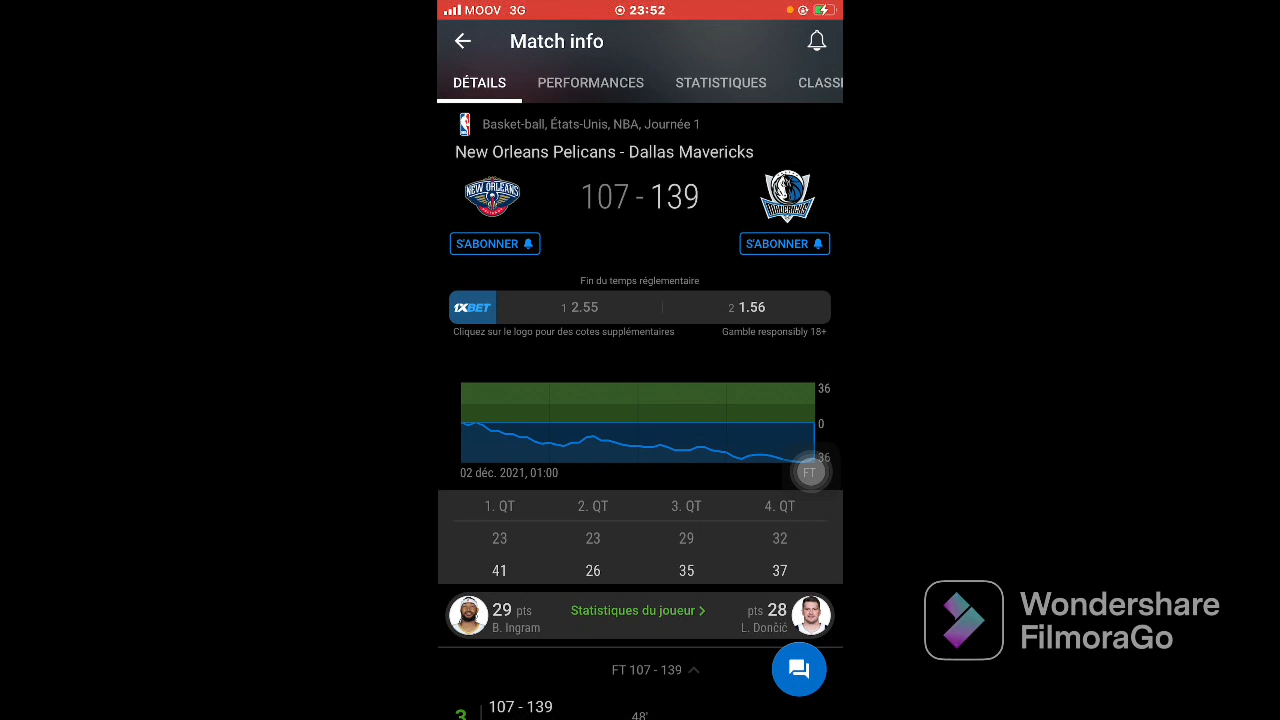 MOOV 3G 23:52
Match info
DÉTAILS PERFORMANCES STATISTIQUES CLASSI
Basket-ball, États-Unis, NBA, Journée 1
New Orleans Pelicans - Dallas Mavericks
NEW ORLEANS 107 - 139 MAVERICKS
S'ABONNER S'ABONNER
Fin du temps réglementaire
1XBET 1 2.55 2 1.56
Cliquez sur le logo pour des cotes supplémentaires Gamble responsibly 18+
36
0
36
02 déc. 2021, 01:00 FT
1. QT 2. QT 3. QT 4. QT
23 23 29 32
41 26 35 37
29 pts Statistiques du joueur > pts 28
B. Ingram L. Dončić
FT 107 - 139
3 107 - 139 48'
Wondershare
FilmoraGo